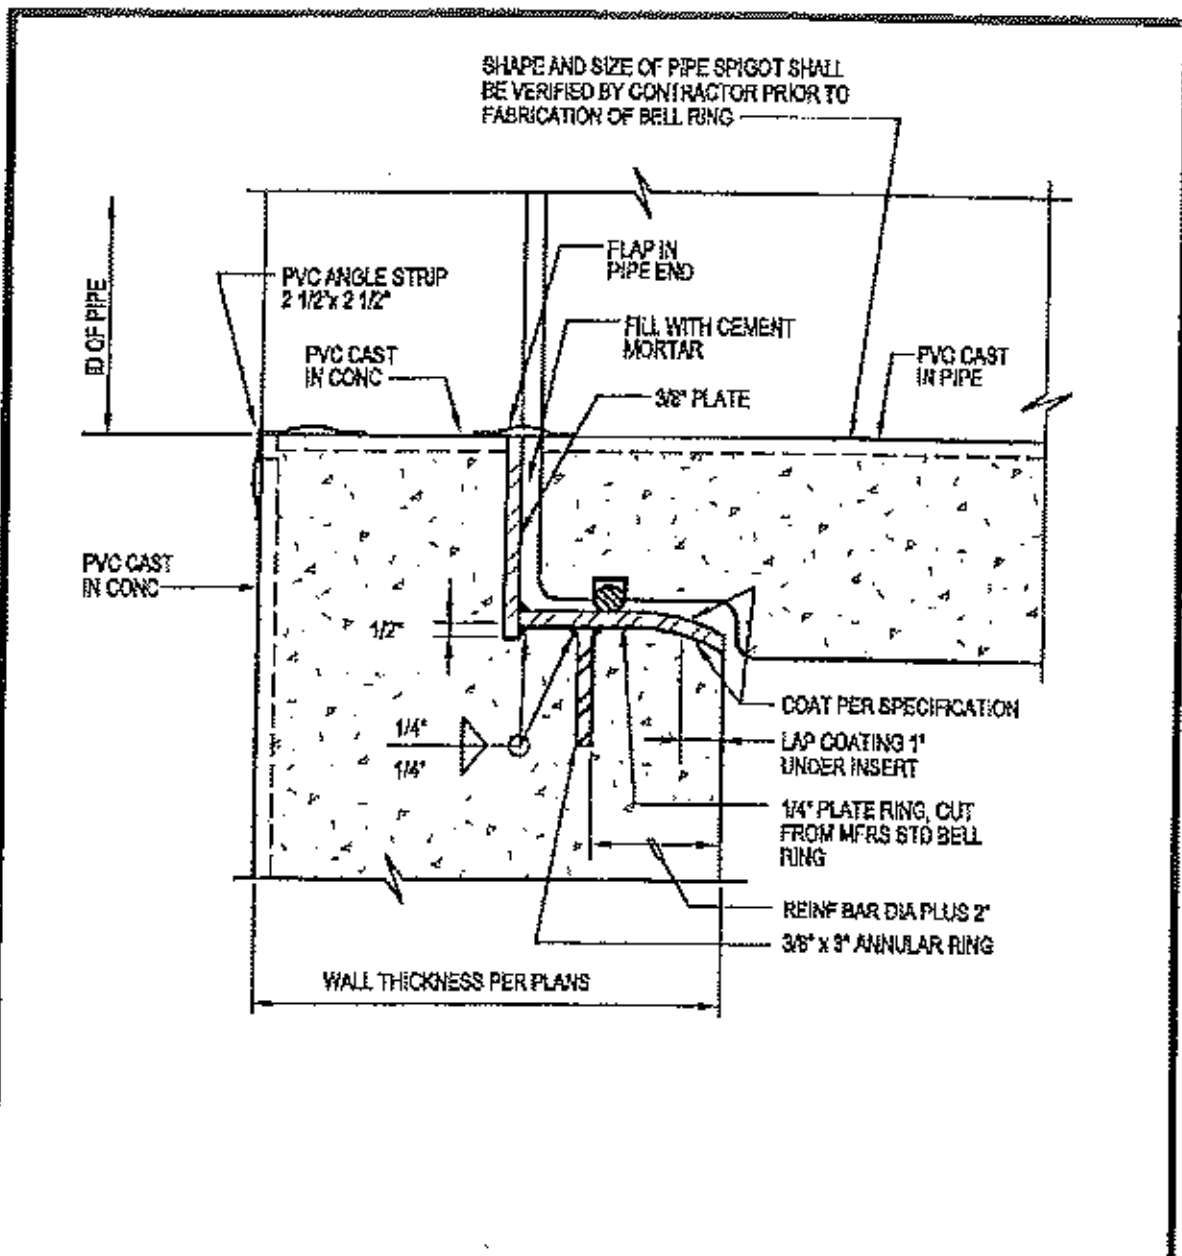 SHAPE AND SIZE OF PIPE SPIGOT SHALL
BE VERIFIED BY CONTRACTOR PRIOR TO
FABRICATION OF BELL RING
FLAP IN
PIPE END
PVC ANGLE STRIP
2 1/2"x 2 1/2"
ID OF PIPE
FILL WITH CEMENT
MORTAR
PVC CAST
IN CONC
PVC CAST
IN PIPE
3/8" PLATE
PVC CAST
IN CONC
1/2"
COAT PER SPECIFICATION
1/4"
1/4"
LAP COATING 1"
UNDER INSERT
1/4" PLATE RING, CUT
FROM MFRS STD BELL
RING
REINF BAR DIA PLUS 2"
3/8" x 3" ANNULAR RING
WALL THICKNESS PER PLANS